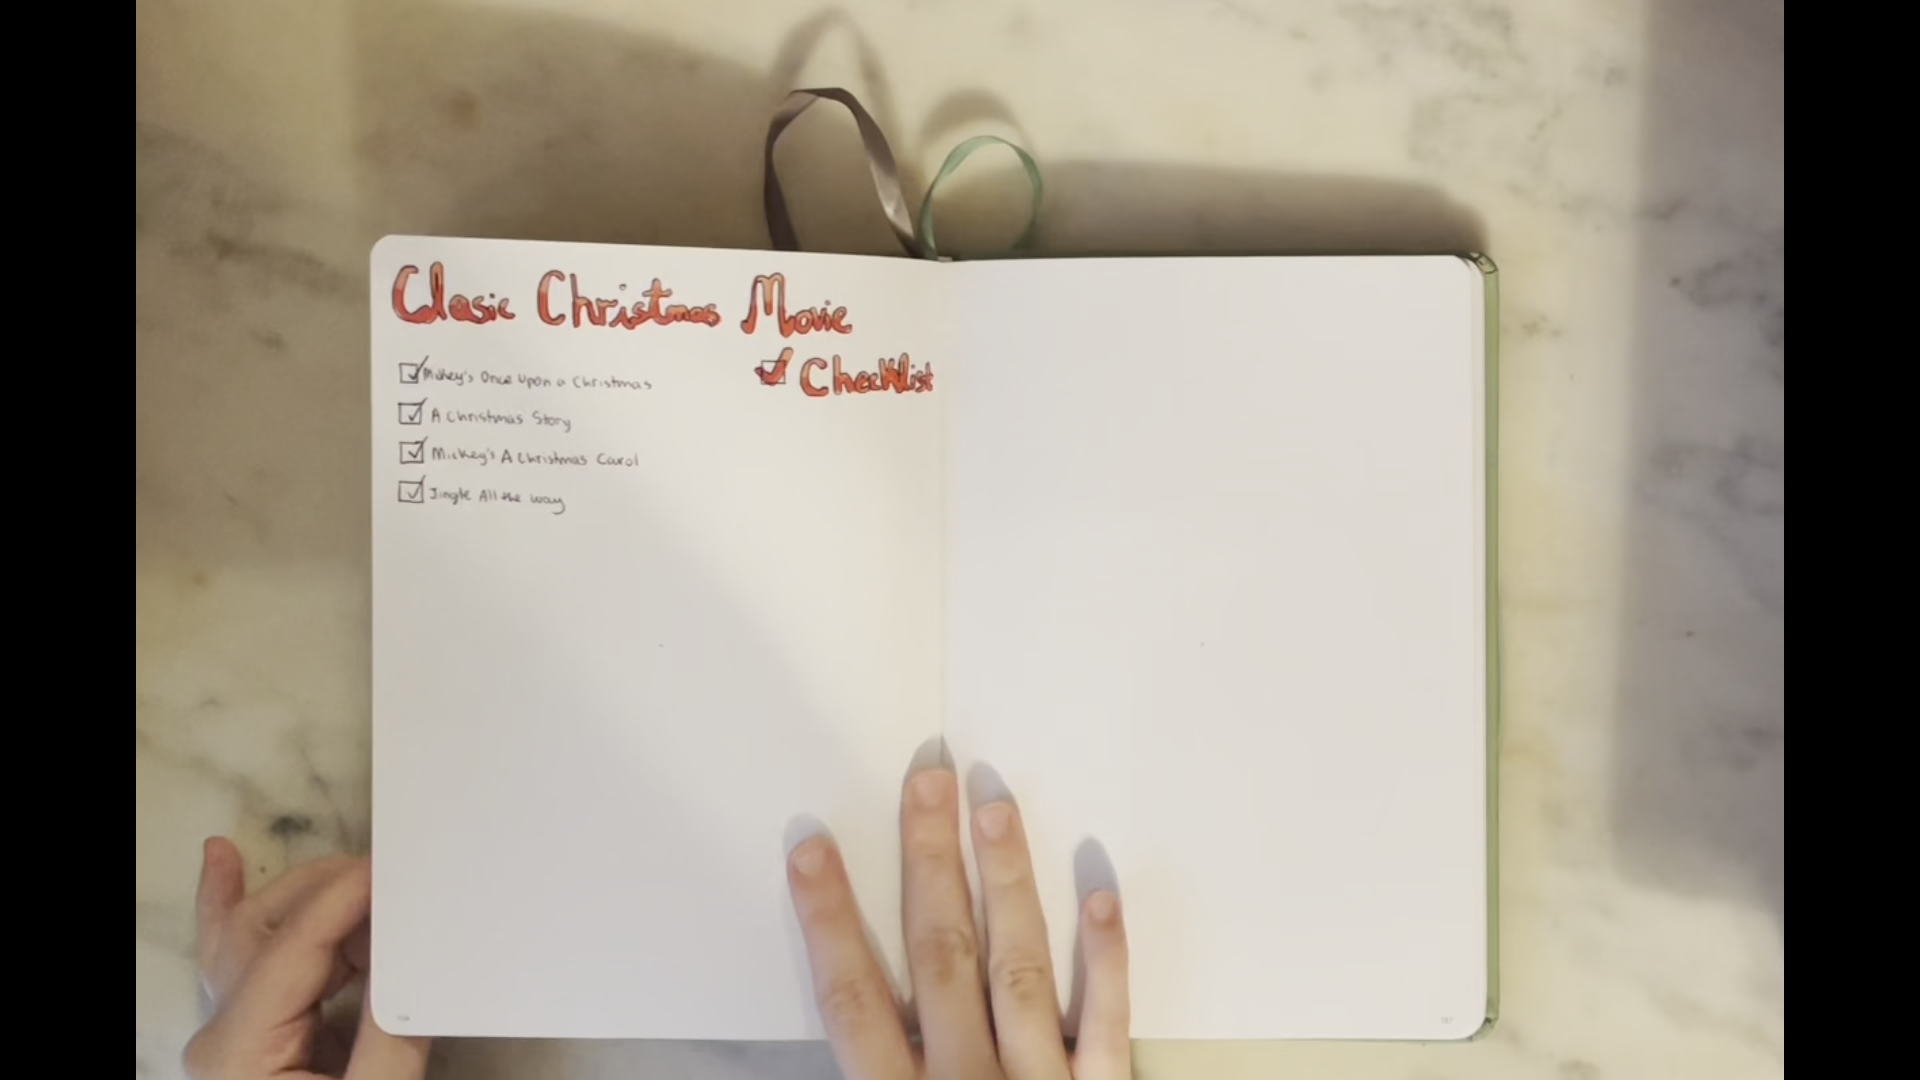 Clasic Christmas Movie
Checklist
Mickey's Once Upon a Christmas
A Christmas Story
Mickey's A Christmas Carol
Jingle All the way